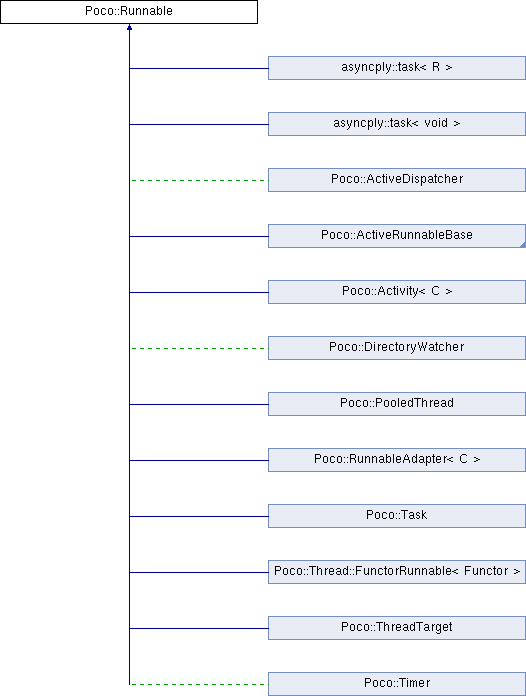 Poco::Runnable
asyncply::task< R >
asyncply::task< void >
Poco::ActiveDispatcher
Poco::ActiveRunnableBase
Poco::Activity< C >
Poco::DirectoryWatcher
Poco::PooledThread
Poco::RunnableAdapter< C >
Poco::Task
Poco::Thread::FunctorRunnable< Functor >
Poco::ThreadTarget
Poco::Timer